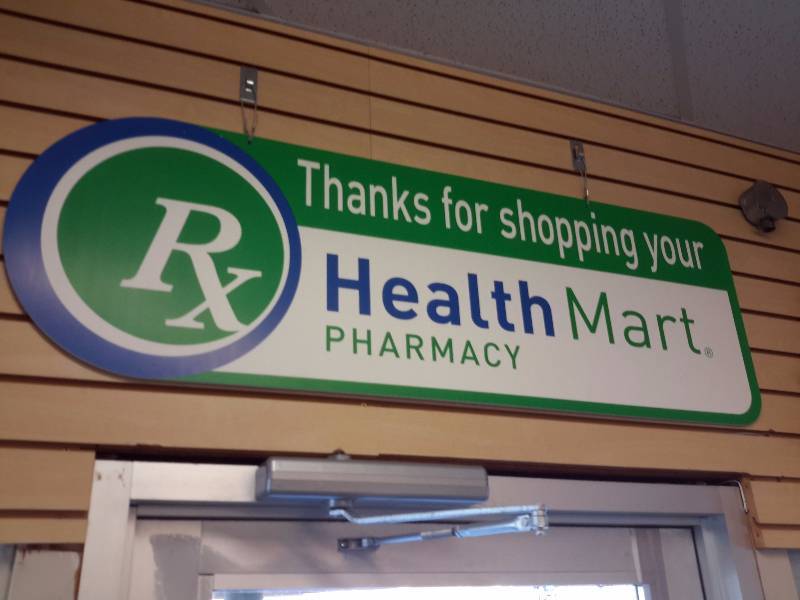 Rx
Thanks for shopping your
Health Mart®
PHARMACY